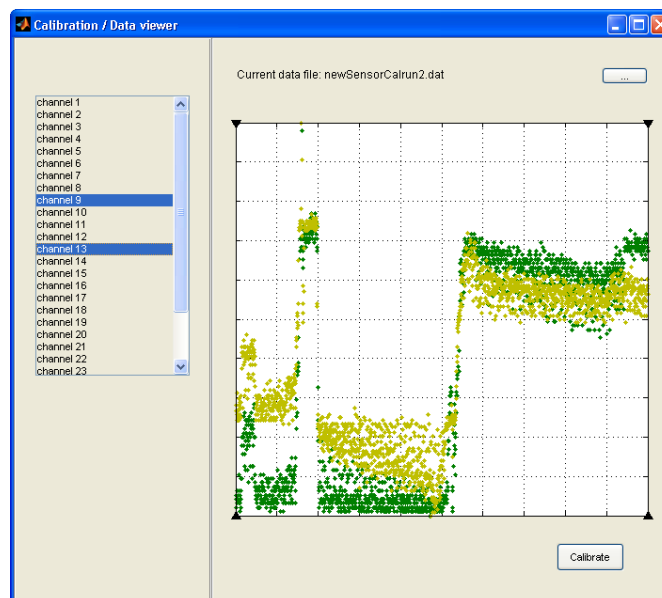 Calibration / Data viewer
Current data file: newSensorCalrun2.dat
...
channel 1
channel 2
channel 3
channel 4
channel 5
channel 6
channel 7
channel 8
channel 9
channel 10
channel 11
channel 12
channel 13
channel 14
channel 15
channel 16
channel 17
channel 18
channel 19
channel 20
channel 21
channel 22
channel 23
Calibrate